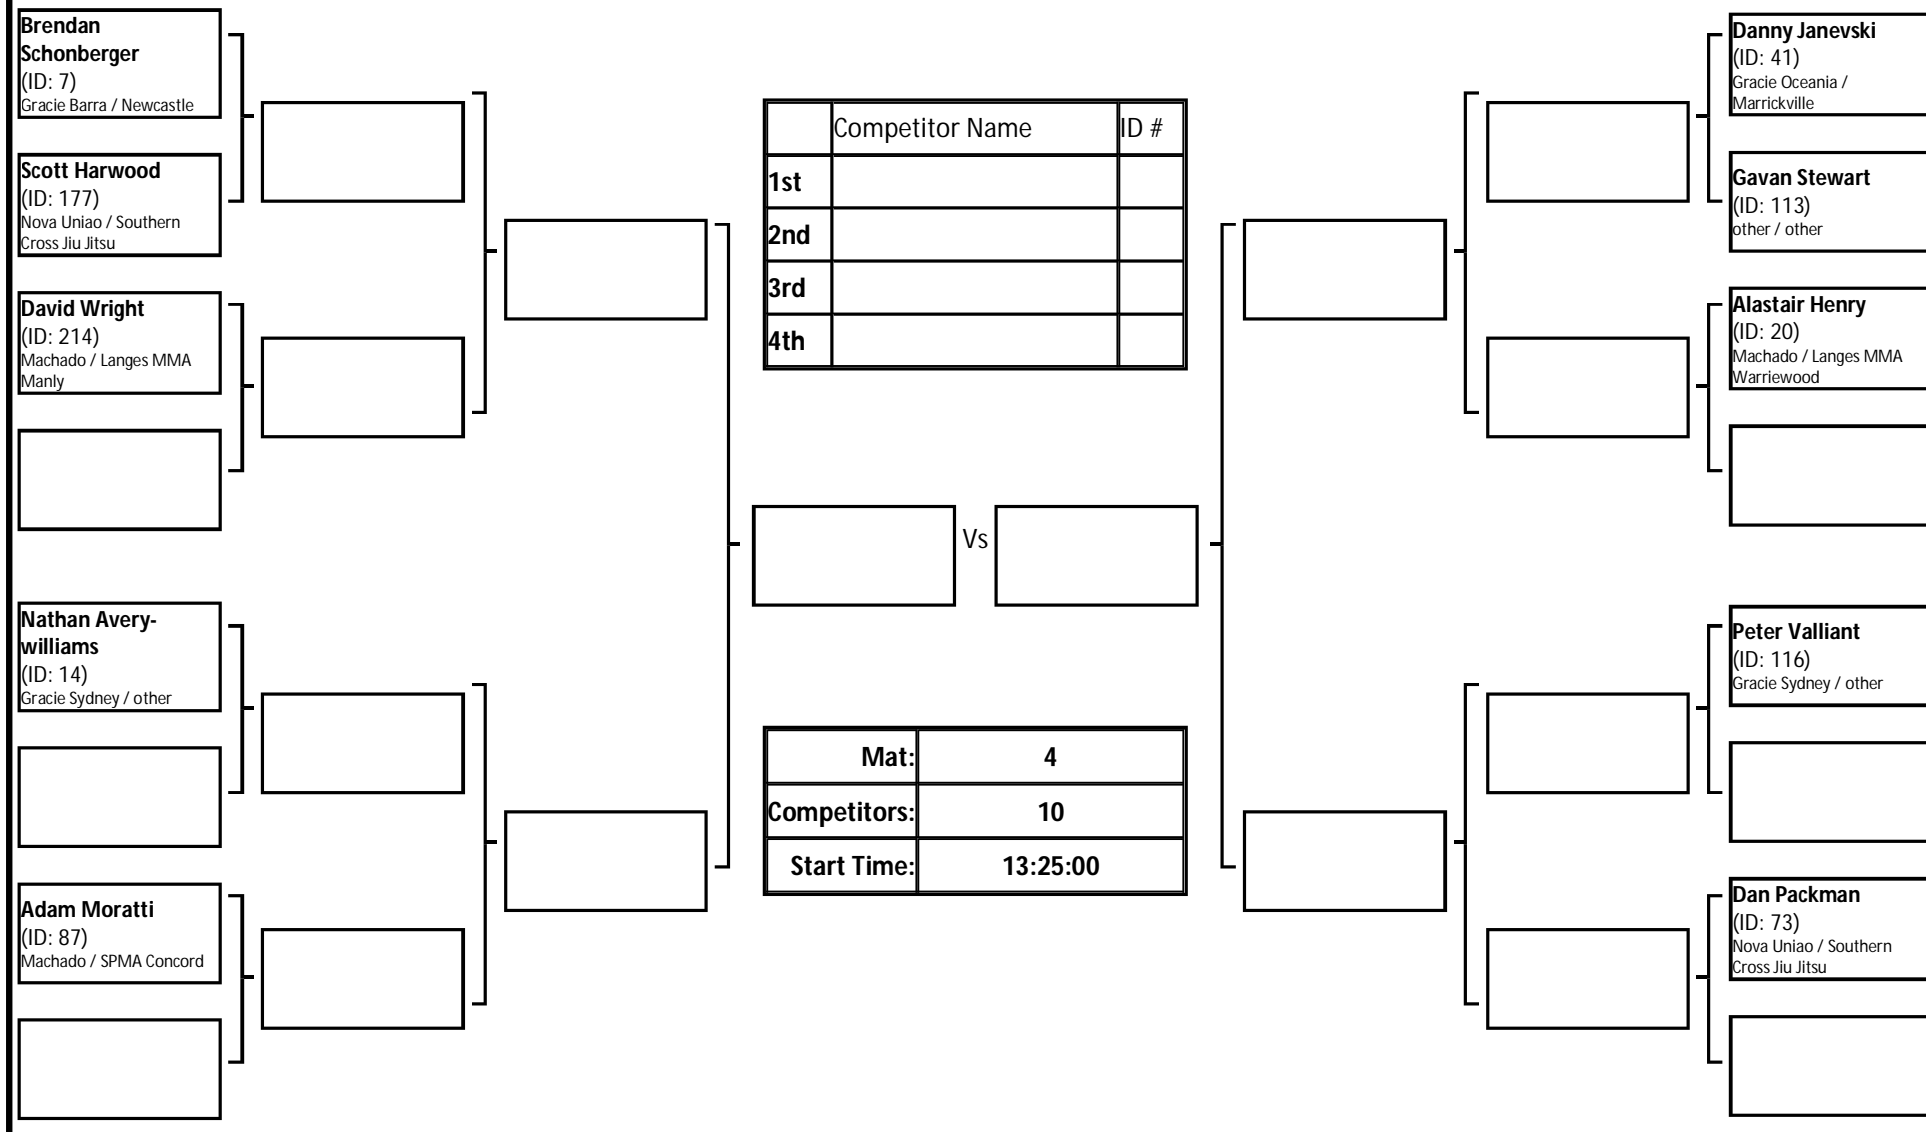 Brendan
Schonberger
(ID: 7)
Gracie Barra / Newcastle
Scott Harwood
(ID: 177)
Nova Uniao / Southern
Cross Jiu Jitsu
David Wright
(ID: 214)
Machado / Langes MMA
Manly
Nathan Avery-
williams
(ID: 14)
Gracie Sydney / other
Adam Moratti
(ID: 87)
Machado / SPMA Concord
Competitor Name ID #
1st
2nd
3rd
4th
Vs
Mat: 4
Competitors: 10
Start Time: 13:25:00
Danny Janevski
(ID: 41)
Gracie Oceania /
Marrickville
Gavan Stewart
(ID: 113)
other / other
Alastair Henry
(ID: 20)
Machado / Langes MMA
Warriewood
Peter Valliant
(ID: 116)
Gracie Sydney / other
Dan Packman
(ID: 73)
Nova Uniao / Southern
Cross Jiu Jitsu